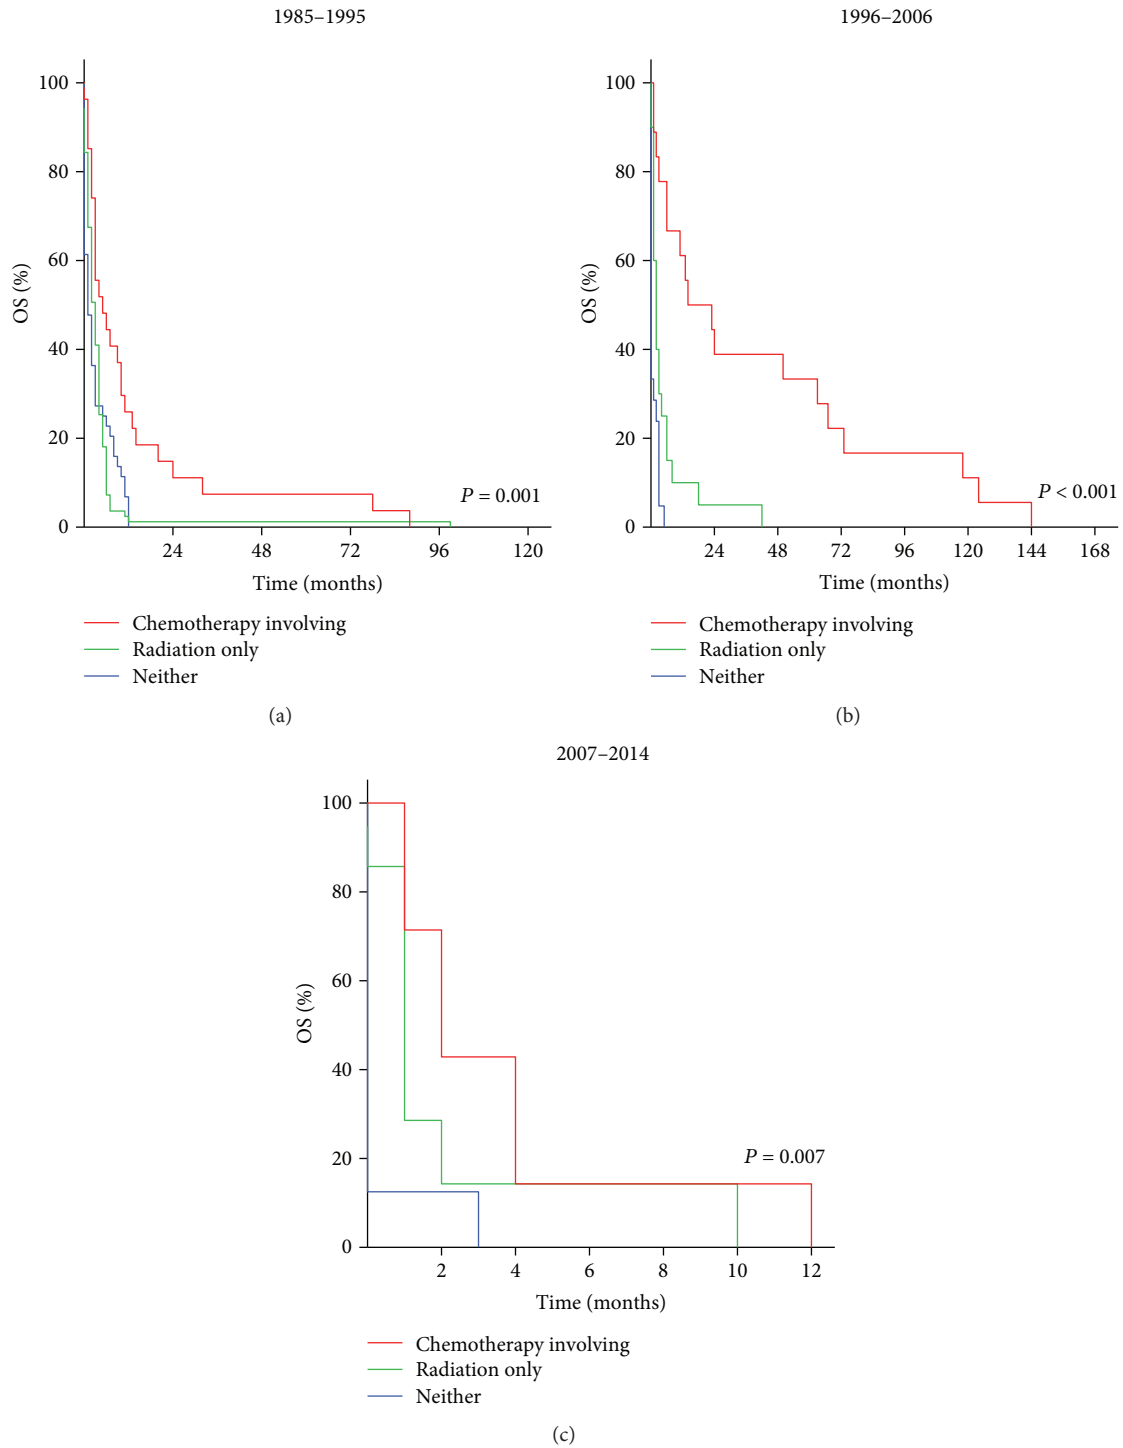 1985–1995
100
80
60
40
20
0
OS (%)
P = 0.001
24 48 72 96 120
Time (months)
Chemotherapy involving
Radiation only
Neither
(a)
1996–2006
100
80
60
40
20
0
OS (%)
P < 0.001
24 48 72 96 120 144 168
Time (months)
Chemotherapy involving
Radiation only
Neither
(b)
2007–2014
100
80
60
40
20
0
OS (%)
P = 0.007
2 4 6 8 10 12
Time (months)
Chemotherapy involving
Radiation only
Neither
(c)